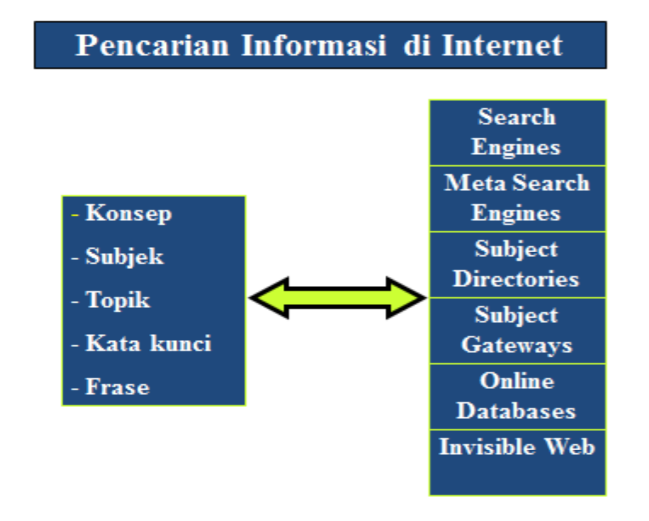 Pencarian Informasi di Internet
- Konsep
- Subjek
- Topik
- Kata kunci
- Frase
Search
Engines
Meta Search
Engines
Subject
Directories
Subject
Gateways
Online
Databases
Invisible Web